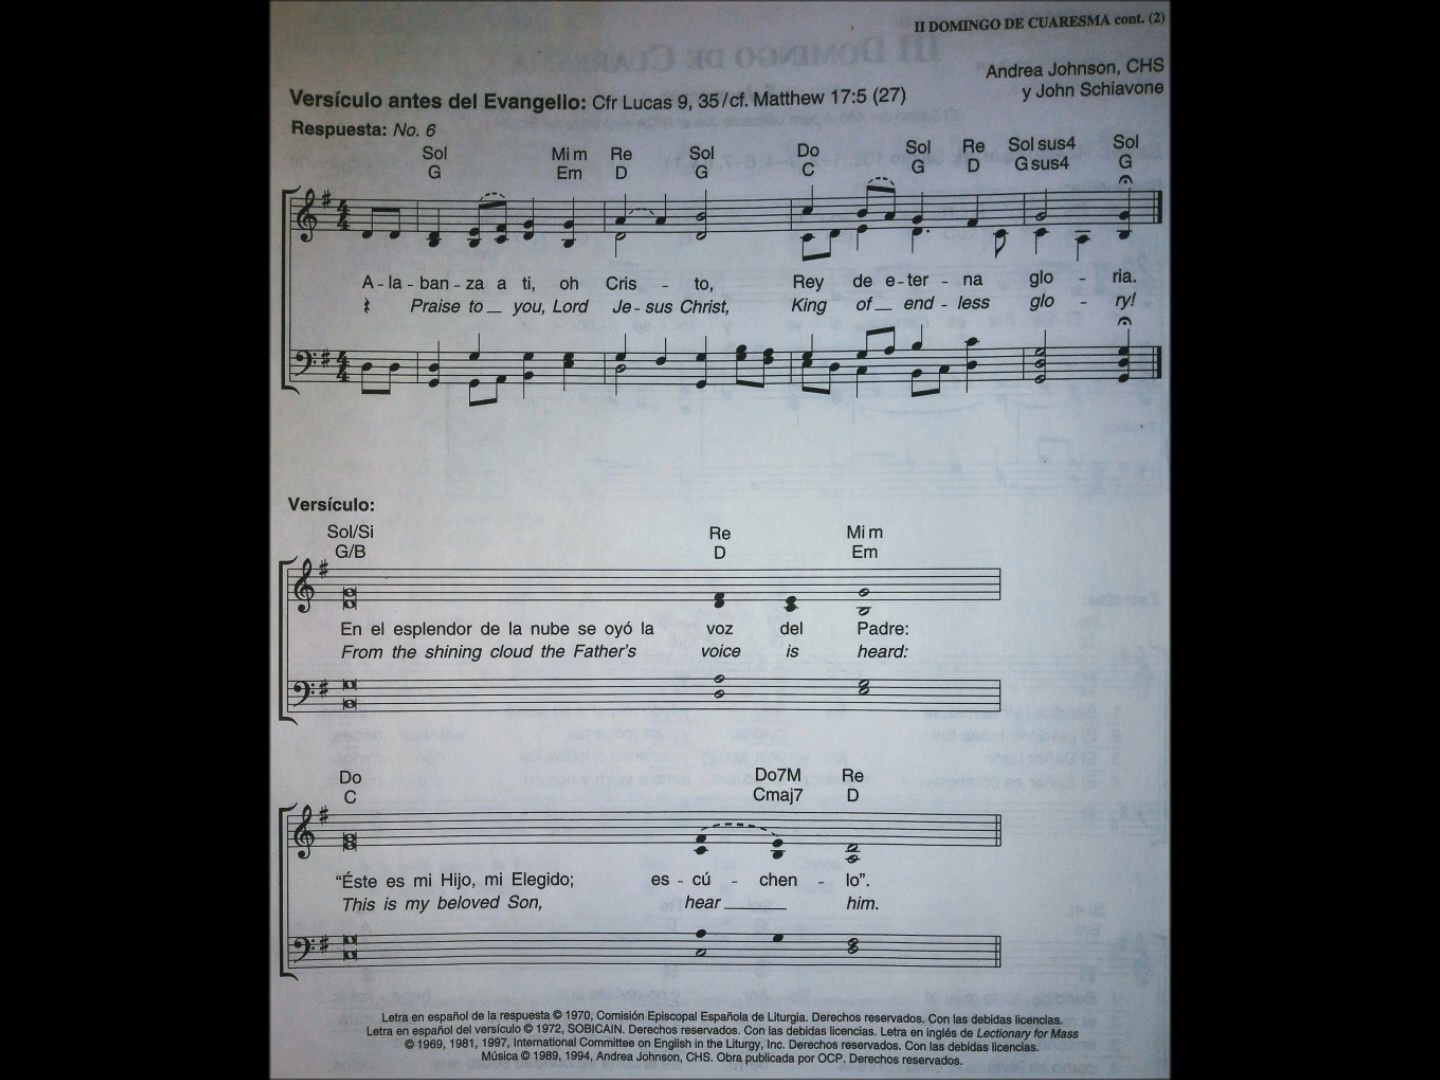 II DOMINGO DE CUARESMA cont. (2)
Andrea Johnson, CHS
y John Schiavone
Versículo antes del Evangelio: Cfr Lucas 9, 35/cf. Matthew 17:5 (27)
Respuesta: No. 6
Sol Mi m Re Sol Do Sol Re Sol sus4 Sol
G Em D G C G D G sus4 G
A - la - ban - za a ti, oh Cris - to, Rey de e - ter - na glo - ria.
Praise to __ you, Lord Je - sus Christ, King of __ end - less glo - ry!
Versículo:
Sol/Si Re Mi m
G/B D Em
En el esplendor de la nube se oyó la voz del Padre:
From the shining cloud the Father's voice is heard:
Do Do7M Re
C Cmaj7 D
“Éste es mi Hijo, mi Elegido; es - cú - chen - lo”.
This is my beloved Son, hear ______ him.
Letra en español de la respuesta © 1970, Comisión Episcopal Española de Liturgia. Derechos reservados. Con las debidas licencias.
Letra en español del versículo © 1972, SOBICAIN. Derechos reservados. Con las debidas licencias. Letra en inglés de Lectionary for Mass
© 1969, 1981, 1997, International Committee on English in the Liturgy, Inc. Derechos reservados. Con las debidas licencias.
Música © 1989, 1994, Andrea Johnson, CHS. Obra publicada por OCP. Derechos reservados.